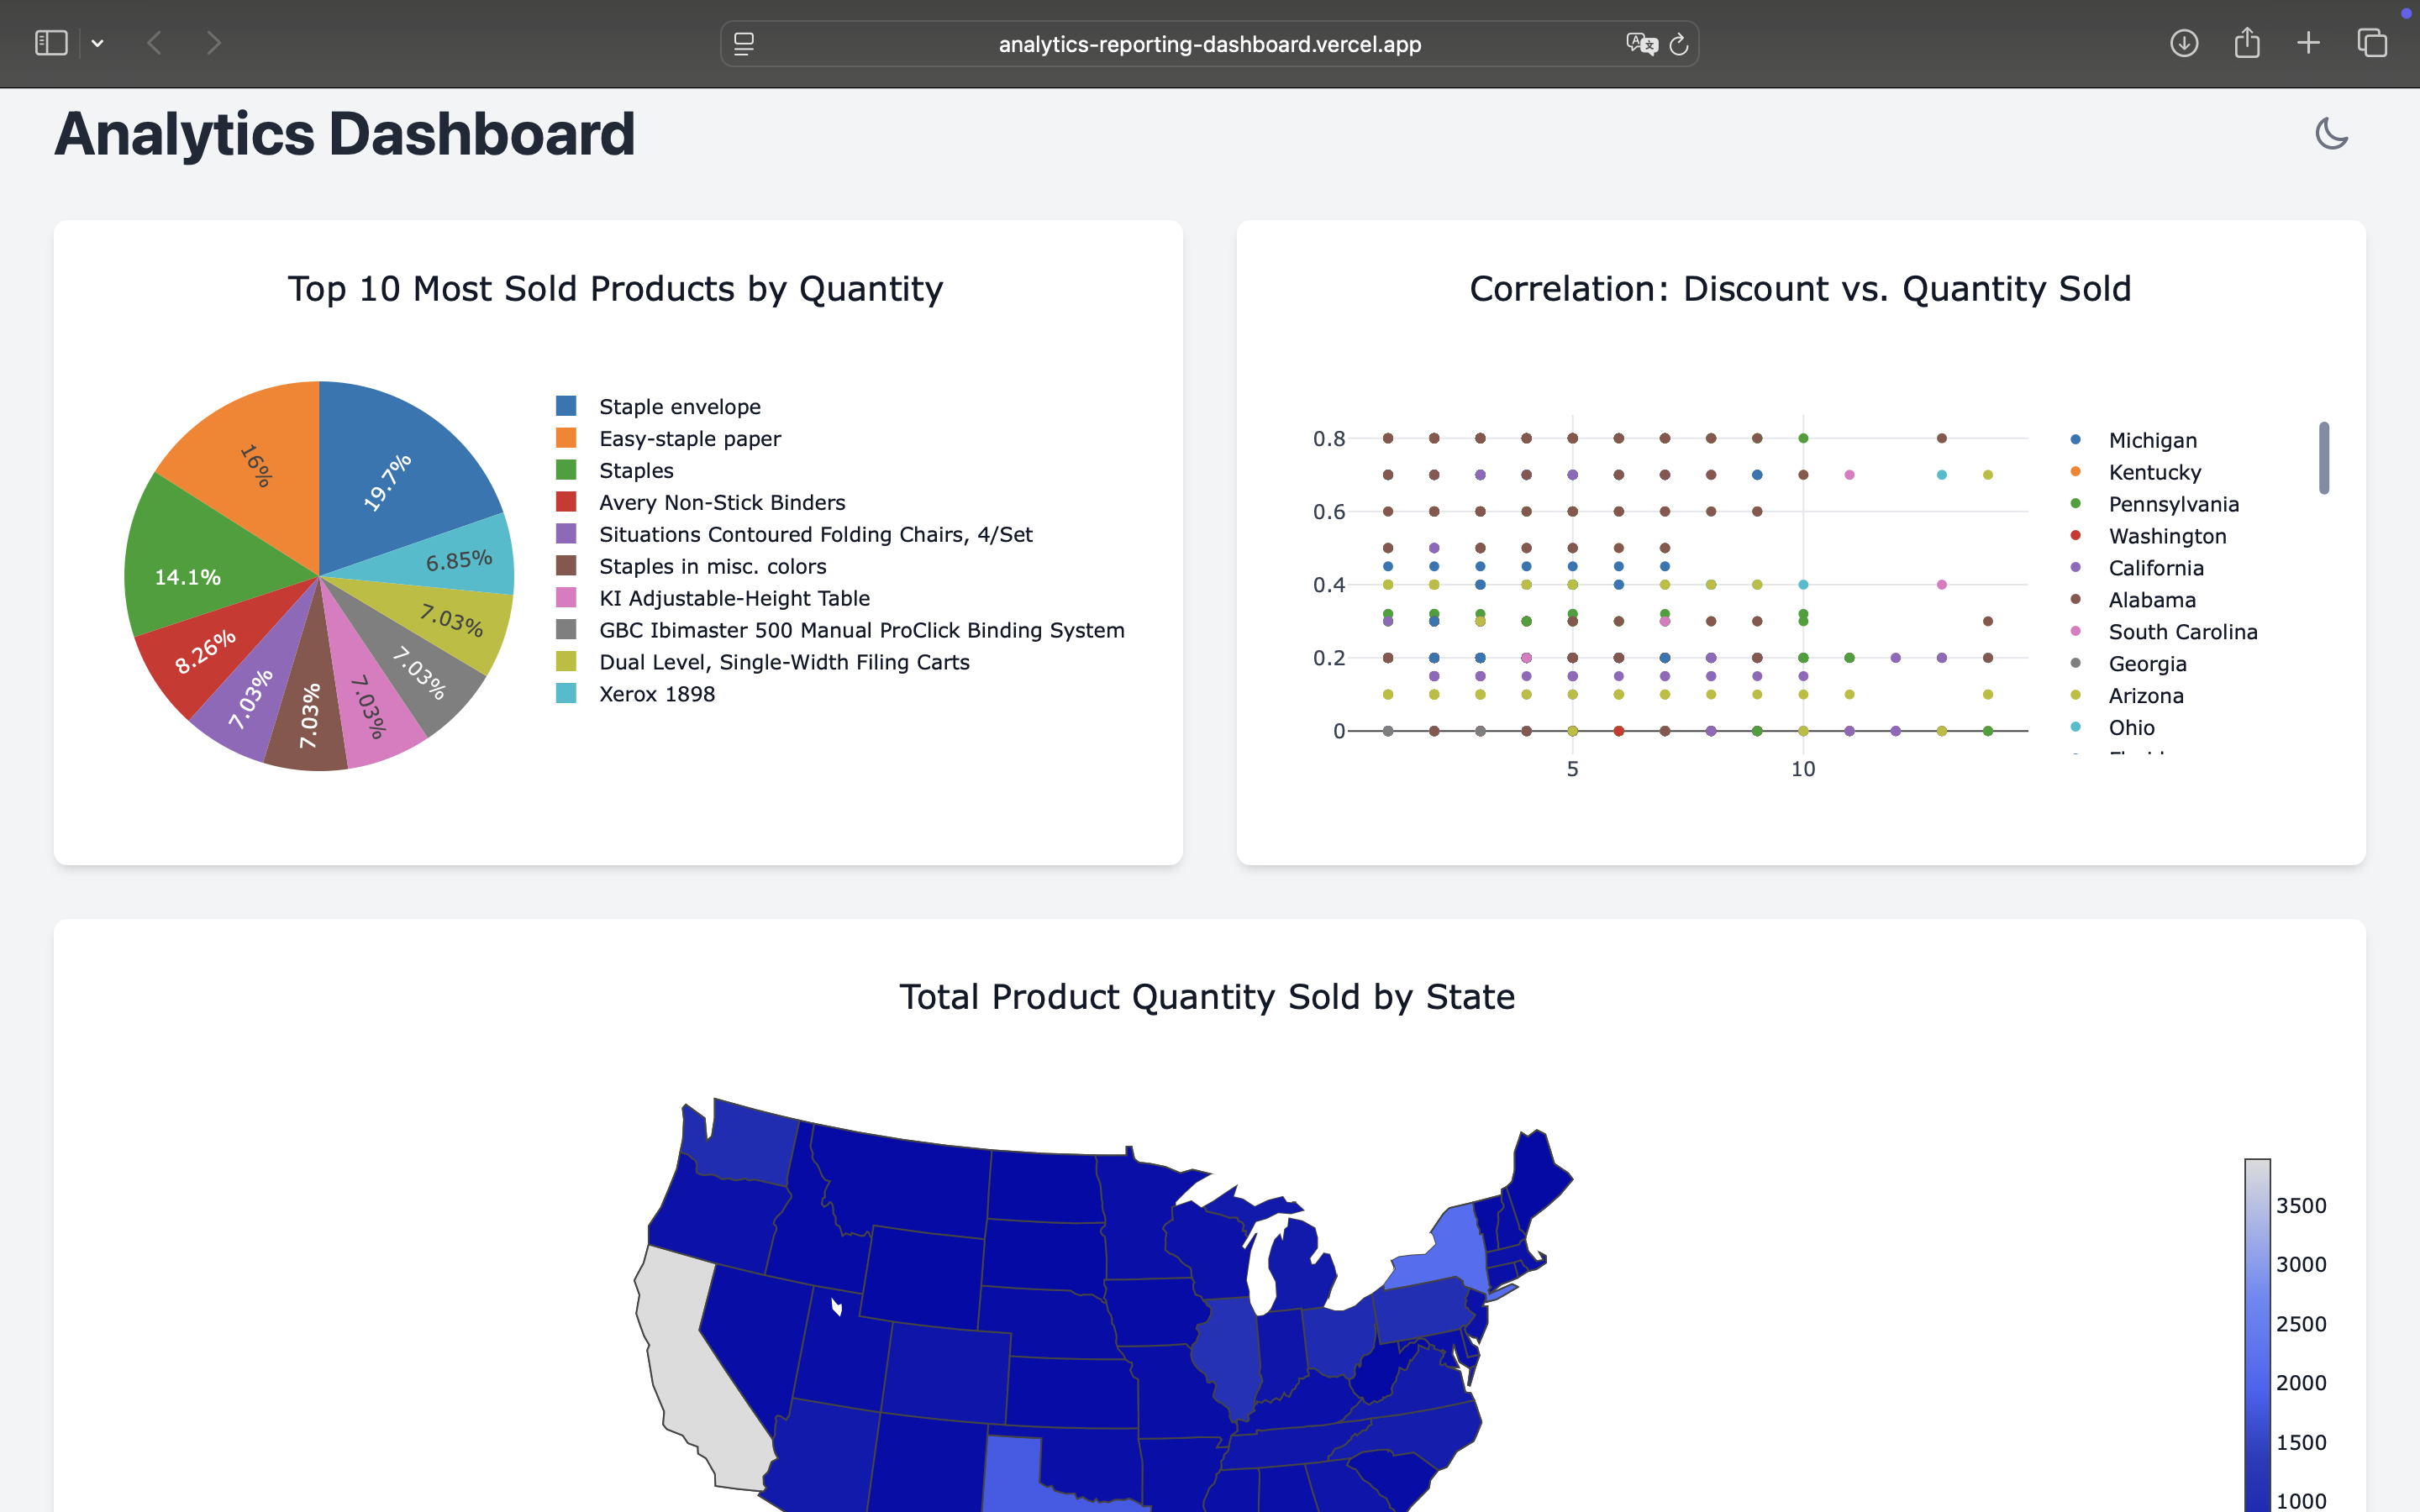 analytics-reporting-dashboard.vercel.app
Analytics Dashboard
Top 10 Most Sold Products by Quantity
19.7%
16%
14.1%
8.26%
7.03%
7.03%
7.03%
7.03%
7.03%
6.85%
Staple envelope
Easy-staple paper
Staples
Avery Non-Stick Binders
Situations Contoured Folding Chairs, 4/Set
Staples in misc. colors
KI Adjustable-Height Table
GBC Ibimaster 500 Manual ProClick Binding System
Dual Level, Single-Width Filing Carts
Xerox 1898
Correlation: Discount vs. Quantity Sold
0.8
0.6
0.4
0.2
0
5
10
Michigan
Kentucky
Pennsylvania
Washington
California
Alabama
South Carolina
Georgia
Arizona
Ohio
Total Product Quantity Sold by State
3500
3000
2500
2000
1500
1000